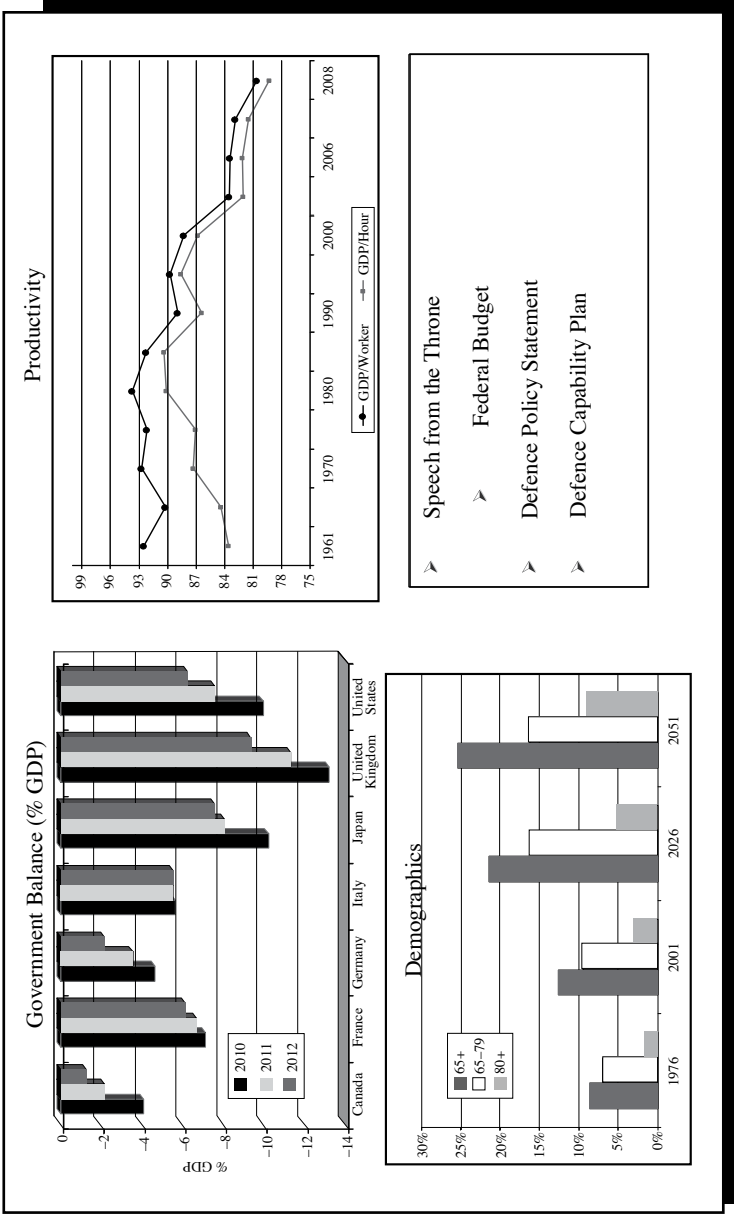 Government Balance (% GDP)
0
–2
–4
–6
–8
–10
–12
–14
% GDP
2010
2011
2012
Canada
France
Germany
Italy
Japan
United Kingdom
United States
Productivity
99
96
93
90
87
84
81
78
75
1961
1970
1980
1990
2000
2006
2008
GDP/Worker
GDP/Hour
Demographics
30%
25%
20%
15%
10%
5%
0%
65+
65–79
80+
1976
2001
2026
2051
Speech from the Throne
Federal Budget
Defence Policy Statement
Defence Capability Plan